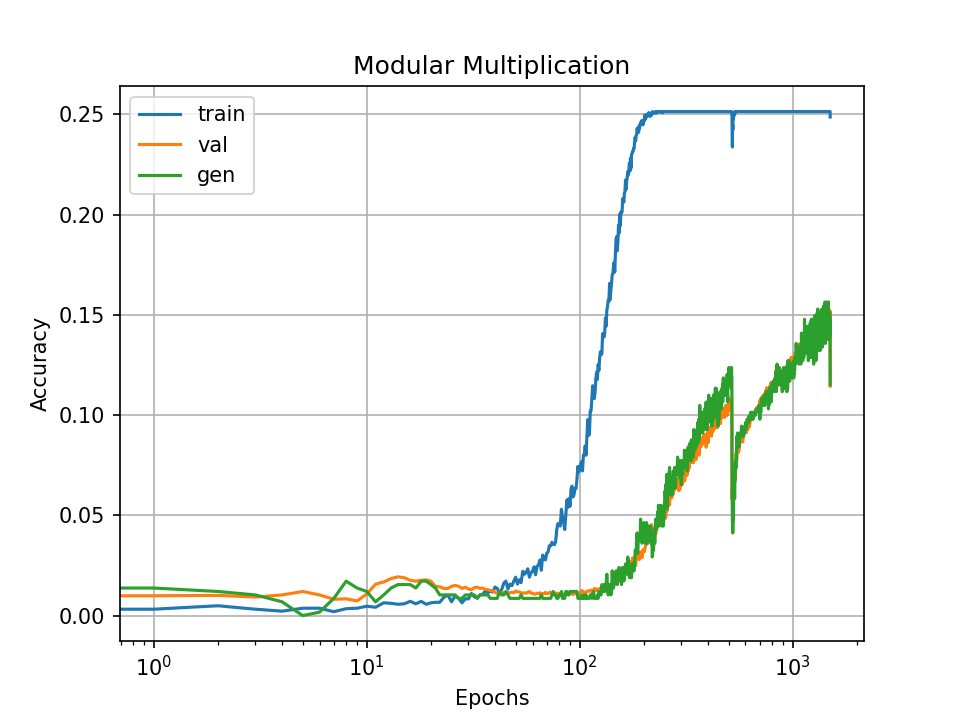 Modular Multiplication
train
val
gen
0.25
0.20
0.15
0.10
0.05
0.00
Accuracy
10⁰ 10¹ 10² 10³
Epochs